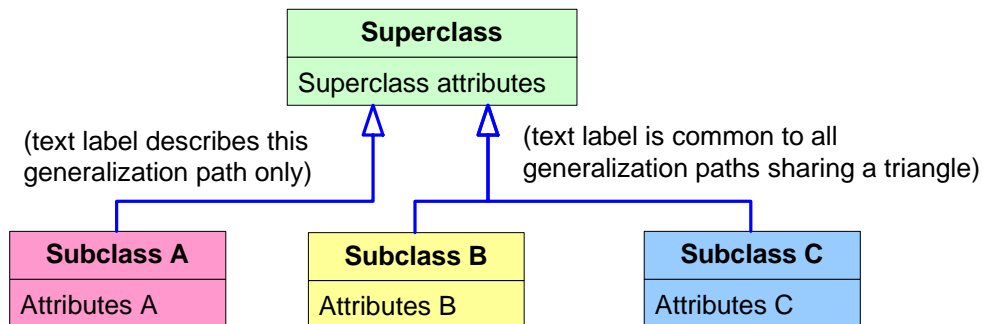 Superclass
Superclass attributes
(text label describes this
generalization path only)
(text label is common to all
generalization paths sharing a triangle)
Subclass A
Attributes A
Subclass B
Attributes B
Subclass C
Attributes C